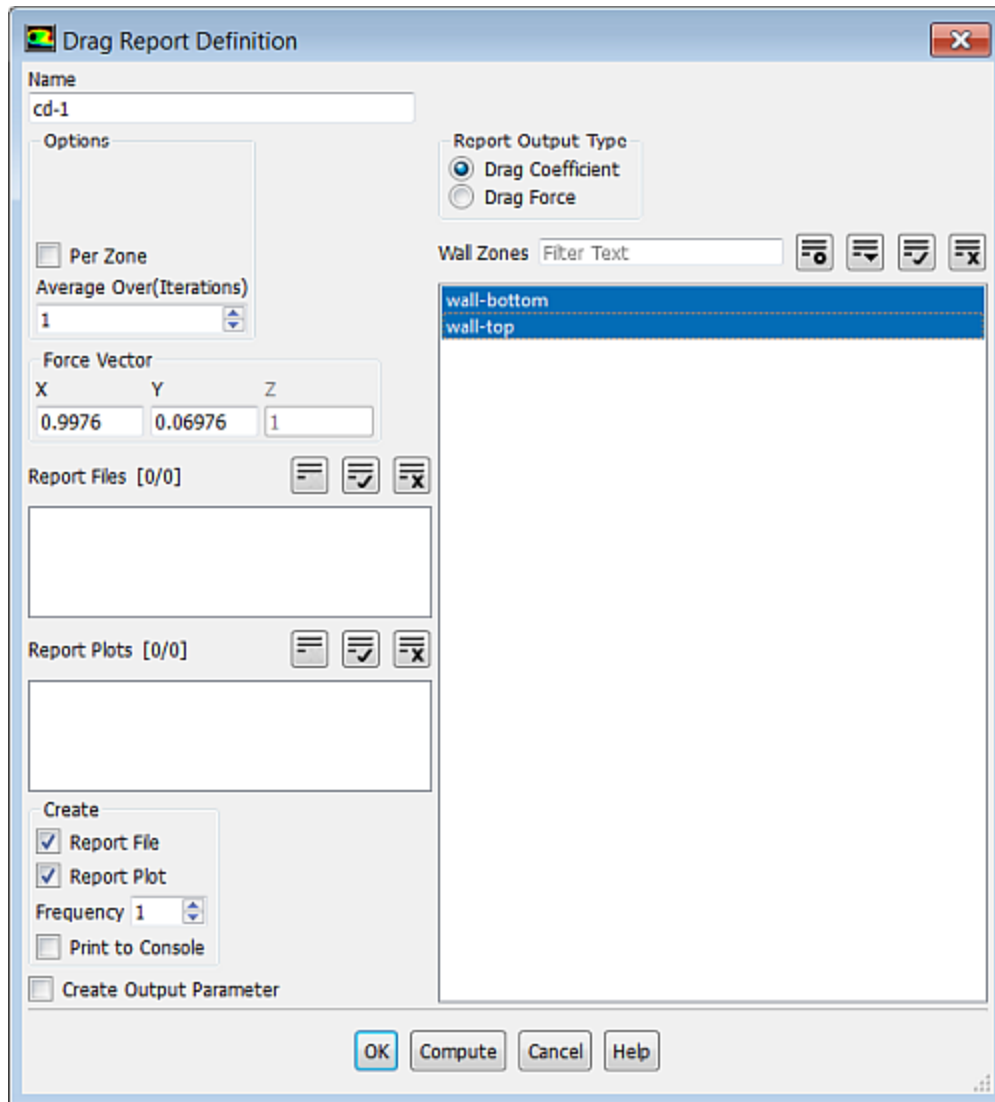 Drag Report Definition
Name
cd-1
Options
Per Zone
Average Over(Iterations)
1
Force Vector
X Y Z
0.9976 0.06976 1
Report Files [0/0]
Report Plots [0/0]
Create
Report File
Report Plot
Frequency 1
Print to Console
Create Output Parameter
Report Output Type
Drag Coefficient
Drag Force
Wall Zones Filter Text
wall-bottom
wall-top
OK Compute Cancel Help